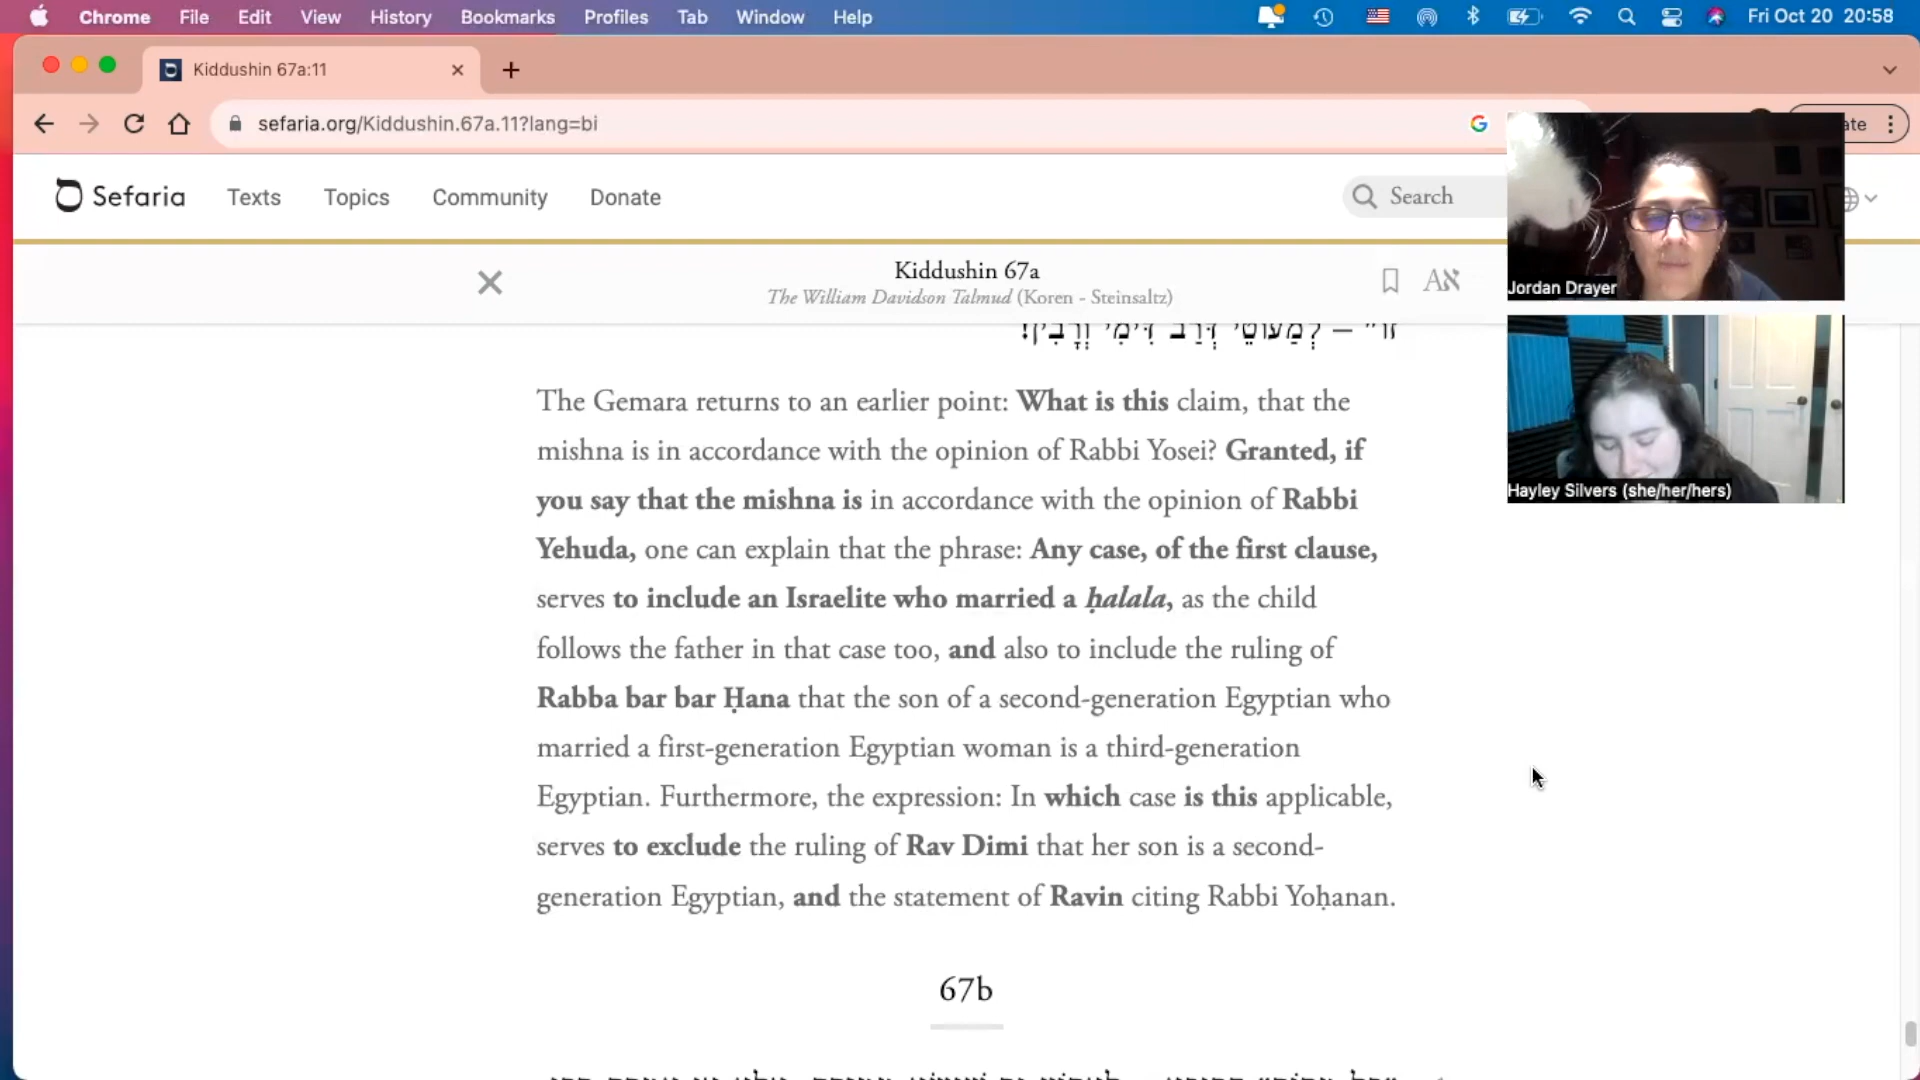 Chrome File Edit View History Bookmarks Profiles Tab Window Help Fri Oct 20 20:58
Kiddushin 67a:11
sefaria.org/Kiddushin.67a.11?lang=bi
Sefaria Texts Topics Community Donate Search
Kiddushin 67a
The William Davidson Talmud (Koren - Steinsaltz)
Jordan Drayer
Hayley Silvers (she/her/hers)
זוֹ״ – לְמַעוֹטֵי דְּרַב דִּימִי וְרָבִין!
The Gemara returns to an earlier point: What is this claim, that the
mishna is in accordance with the opinion of Rabbi Yosei? Granted, if
you say that the mishna is in accordance with the opinion of Rabbi
Yehuda, one can explain that the phrase: Any case, of the first clause,
serves to include an Israelite who married a ḥalala, as the child
follows the father in that case too, and also to include the ruling of
Rabba bar bar Ḥana that the son of a second-generation Egyptian who
married a first-generation Egyptian woman is a third-generation
Egyptian. Furthermore, the expression: In which case is this applicable,
serves to exclude the ruling of Rav Dimi that her son is a second-
generation Egyptian, and the statement of Ravin citing Rabbi Yoḥanan.
67b